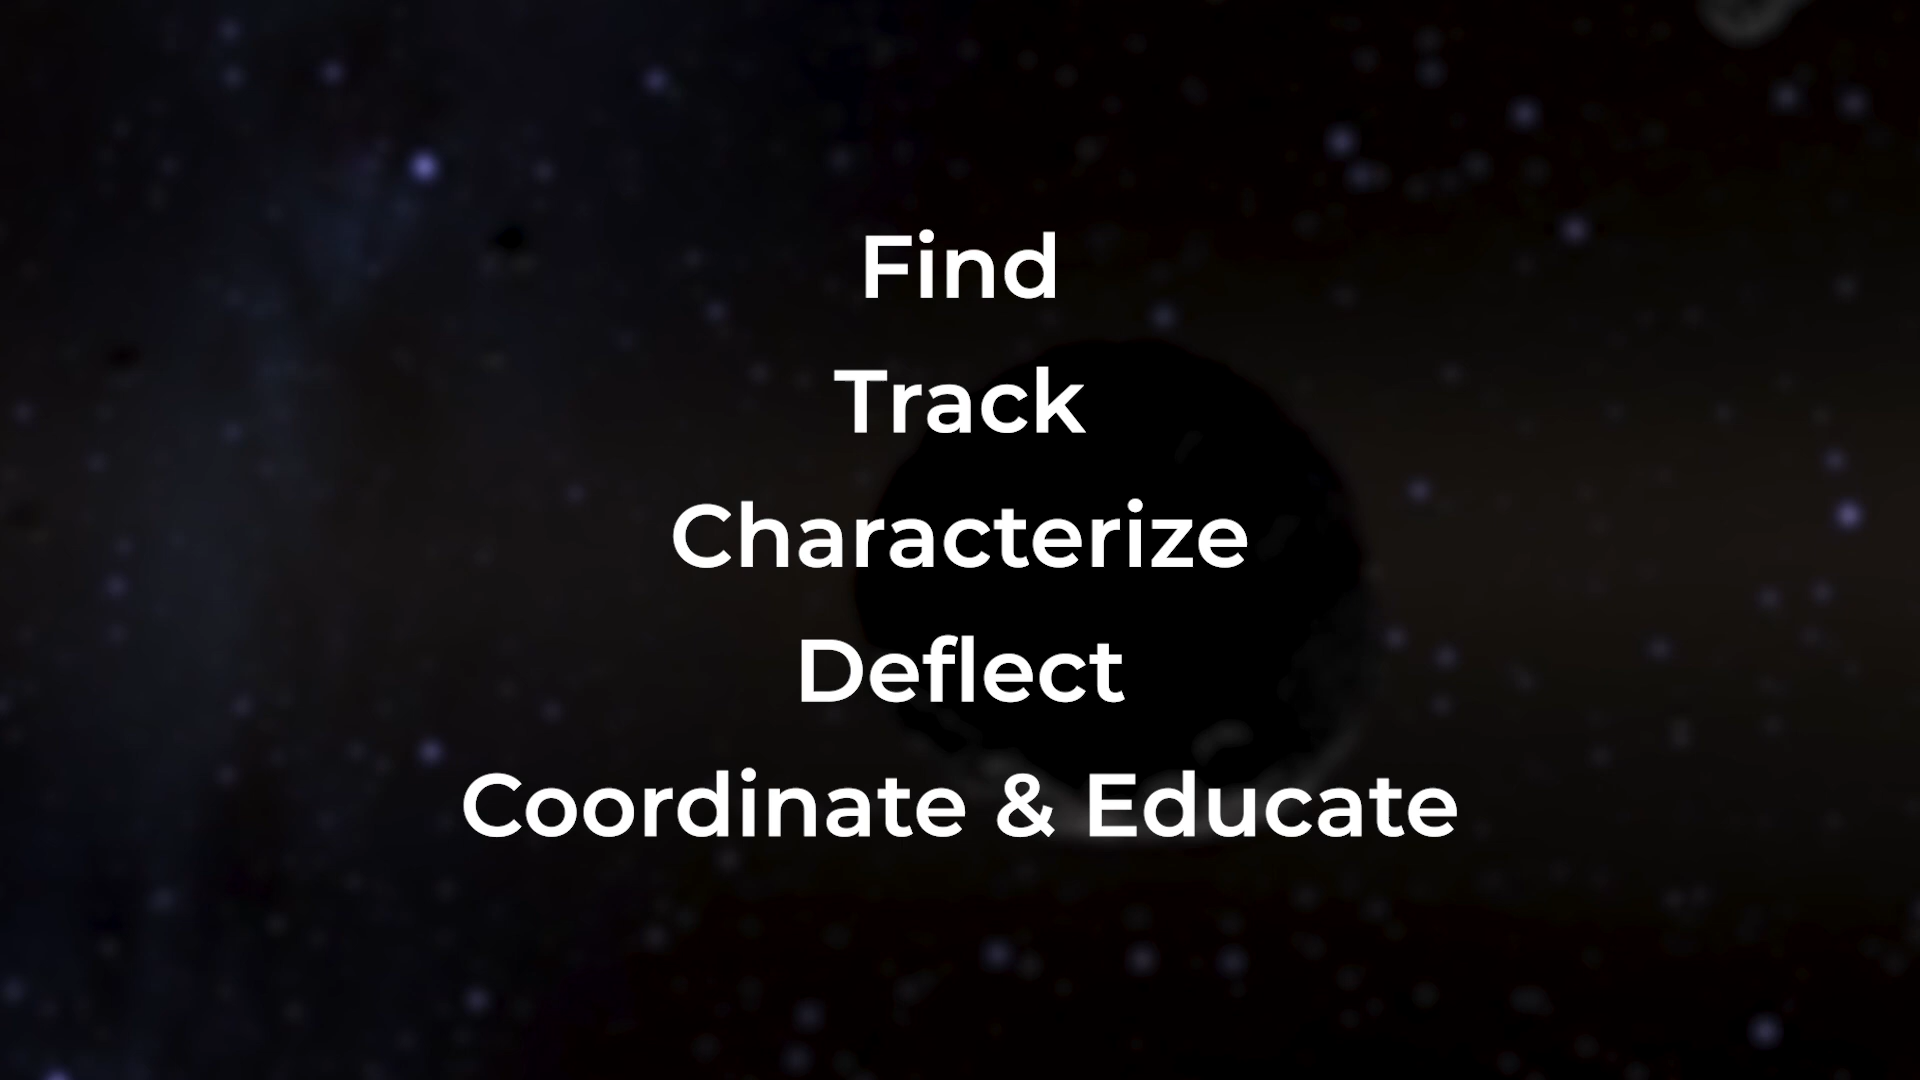 Find
Track
Characterize
Deflect
Coordinate & Educate